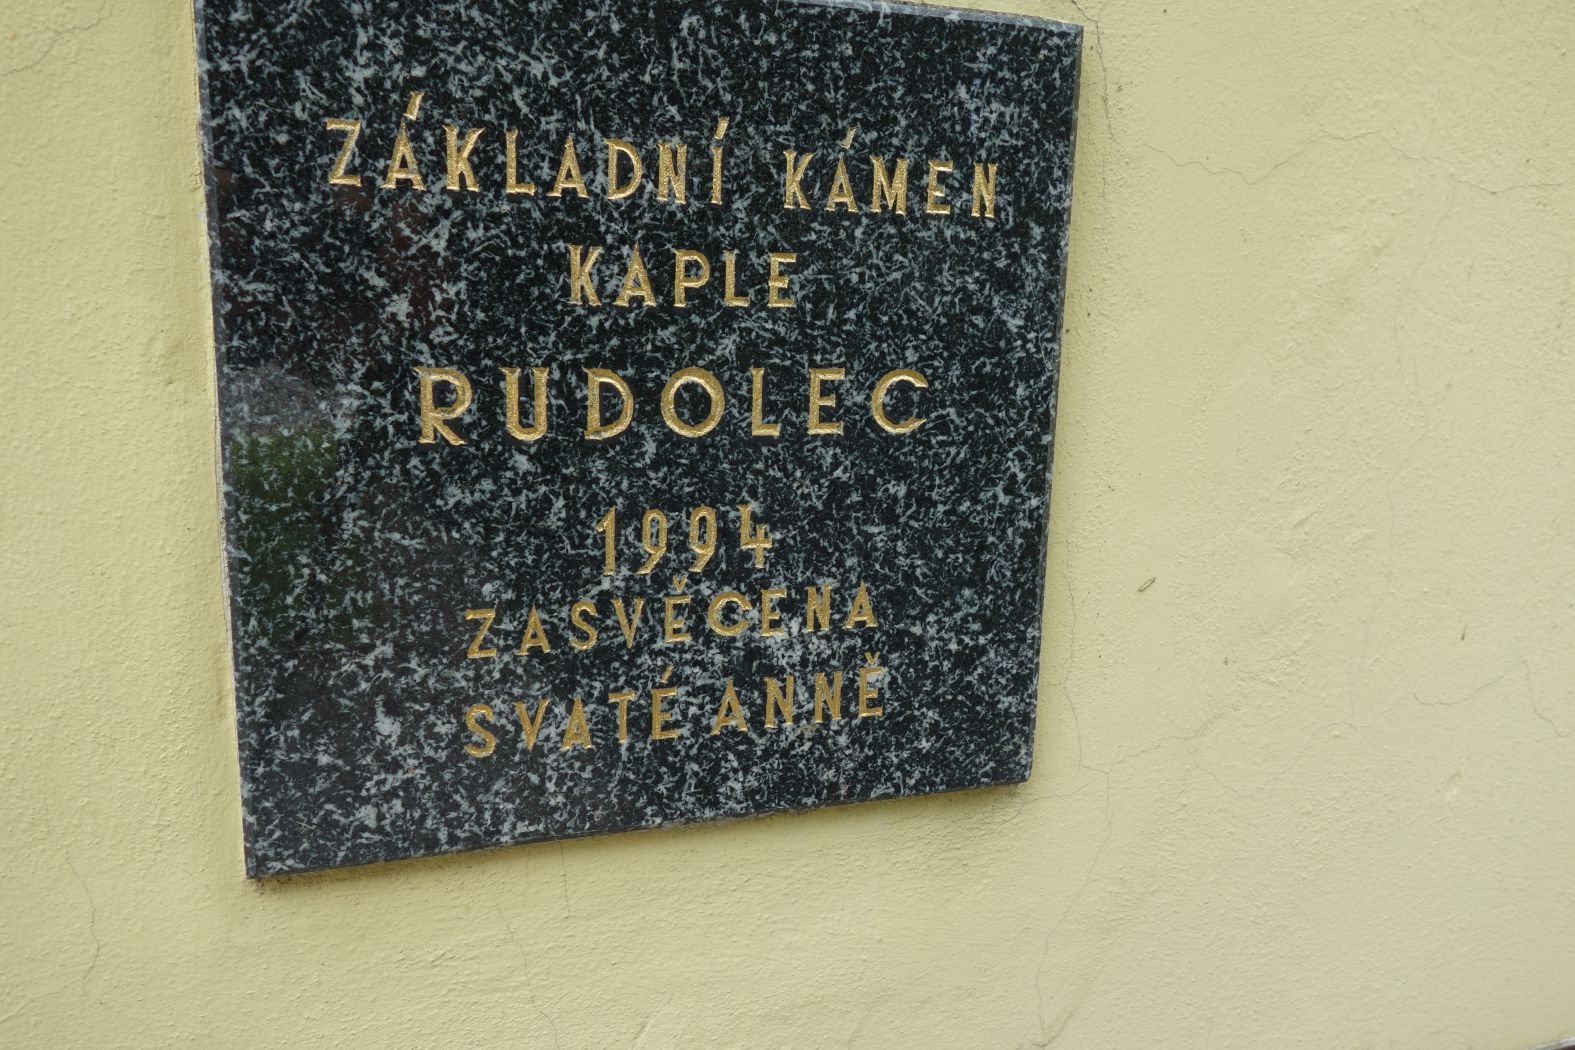 ZÁKLADNÍ KÁMEN
KAPLE
RUDOLEC
1994
ZASVĚCENA
SVATÉ ANNĚ